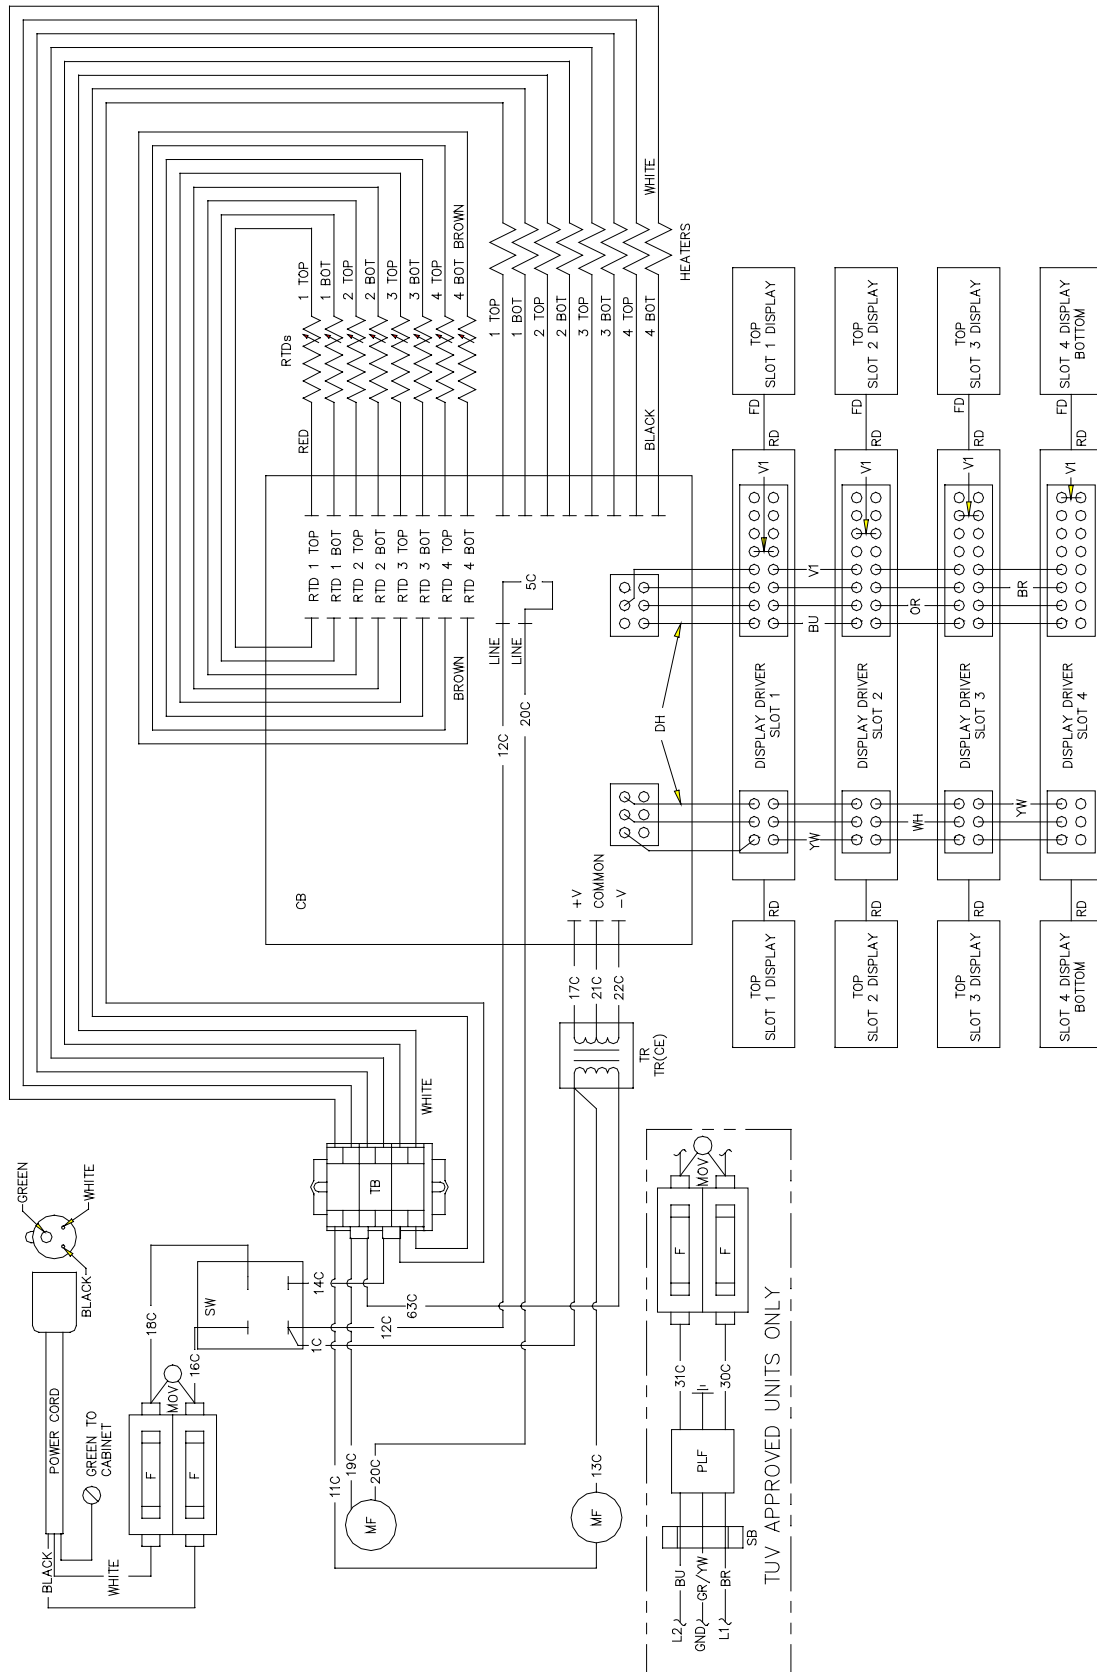 GREEN
WHITE
BLACK
POWER CORD
BLACK
WHITE
GREEN TO
CABINET
F
F
MOV
18C
16C
SW
14C
12C
1C
63C
TB
WHITE
11C
19C
20C
MF
13C
MF
RTDs
1 TOP
1 BOT
2 TOP
2 BOT
3 TOP
3 BOT
4 TOP
4 BOT
BROWN
RED
RTD 1 TOP
RTD 1 BOT
RTD 2 TOP
RTD 2 BOT
RTD 3 TOP
RTD 3 BOT
RTD 4 TOP
RTD 4 BOT
BROWN
WHITE
HEATERS
1 TOP
1 BOT
2 TOP
2 BOT
3 TOP
3 BOT
4 TOP
4 BOT
BLACK
LINE
LINE
5C
12C
20C
CB
+V
COMMON
-V
17C
21C
22C
TR
TR(CE)
DH
TOP
SLOT 1 DISPLAY
FD
RD
V1
DISPLAY DRIVER
SLOT 1
RD
TOP
SLOT 1 DISPLAY
V1
BU
YW
TOP
SLOT 2 DISPLAY
FD
RD
V1
DISPLAY DRIVER
SLOT 2
RD
TOP
SLOT 2 DISPLAY
OR
WH
TOP
SLOT 3 DISPLAY
FD
RD
V1
DISPLAY DRIVER
SLOT 3
RD
TOP
SLOT 3 DISPLAY
BR
YW
SLOT 4 DISPLAY
BOTTOM
FD
RD
V1
DISPLAY DRIVER
SLOT 4
RD
SLOT 4 DISPLAY
BOTTOM
MOV
F
F
31C
30C
PLF
SB
BU
GR/YW
BR
L2
GND
L1
TUV APPROVED UNITS ONLY